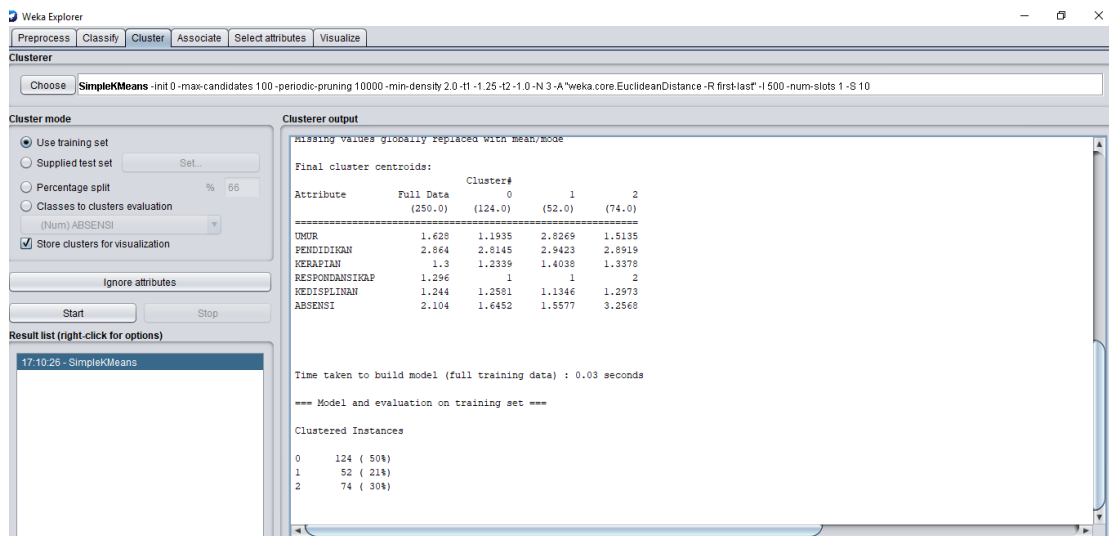 Weka Explorer
Preprocess Classify Cluster Associate Select attributes Visualize
Clusterer
Choose SimpleKMeans -init 0 -max-candidates 100 -periodic-pruning 10000 -min-density 2.0 -t1 -1.25 -t2 -1.0 -N 3 -A "weka.core.EuclideanDistance -R first-last" -I 500 -num-slots 1 -S 10
Cluster mode
Use training set
Supplied test set Set...
Percentage split % 66
Classes to clusters evaluation
(Num) ABSENSI
Store clusters for visualization
Ignore attributes
Start Stop
Result list (right-click for options)
17:10:26 - SimpleKMeans
Clusterer output
Missing values globally replaced with mean/mode
Final cluster centroids:
Cluster#
Attribute Full Data 0 1 2
(250.0) (124.0) (52.0) (74.0)
======================================================
UMUR 1.628 1.1935 2.8269 1.5135
PENDIDIKAN 2.864 2.8145 2.9423 2.8919
KERAPIAN 1.3 1.2339 1.4038 1.3378
RESPONDANSIKAP 1.296 1 1 2
KEDISPLINAN 1.244 1.2581 1.1346 1.2973
ABSENSI 2.104 1.6452 1.5577 3.2568
Time taken to build model (full training data) : 0.03 seconds
=== Model and evaluation on training set ===
Clustered Instances
0 124 ( 50%)
1 52 ( 21%)
2 74 ( 30%)